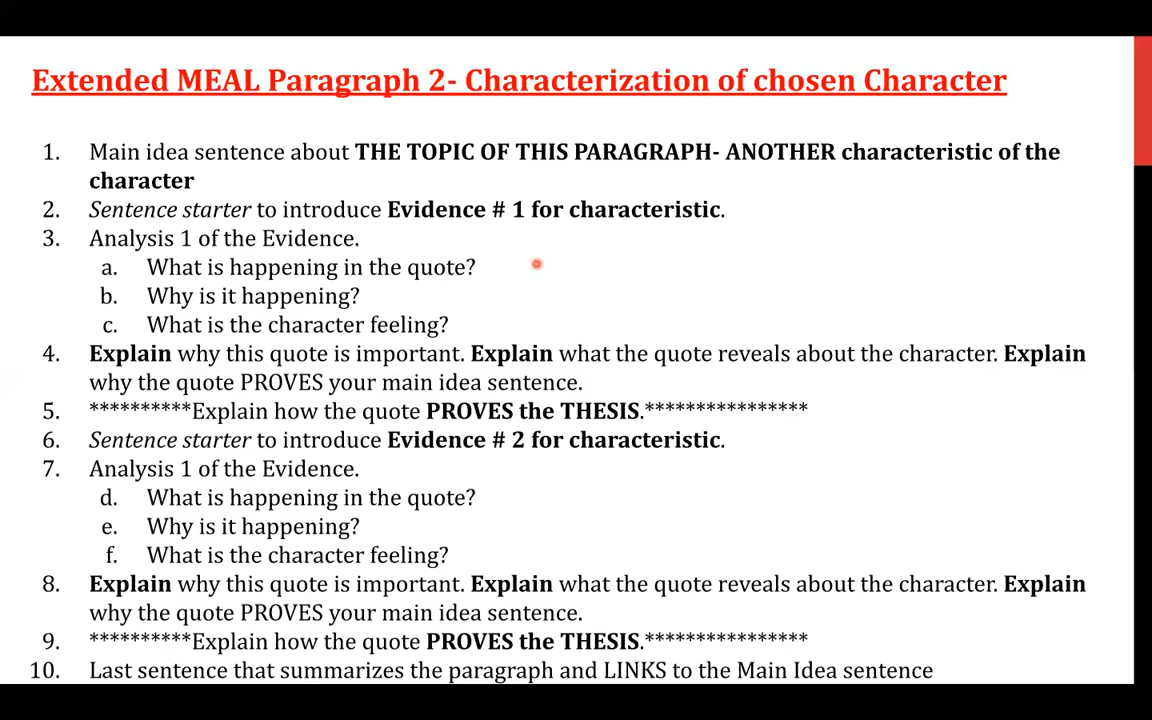 Extended MEAL Paragraph 2- Characterization of chosen Character
1. Main idea sentence about THE TOPIC OF THIS PARAGRAPH- ANOTHER characteristic of the
character
2. Sentence starter to introduce Evidence # 1 for characteristic.
3. Analysis 1 of the Evidence.
a. What is happening in the quote?
b. Why is it happening?
c. What is the character feeling?
4. Explain why this quote is important. Explain what the quote reveals about the character. Explain
why the quote PROVES your main idea sentence.
5. **********Explain how the quote PROVES the THESIS.****************
6. Sentence starter to introduce Evidence # 2 for characteristic.
7. Analysis 1 of the Evidence.
d. What is happening in the quote?
e. Why is it happening?
f. What is the character feeling?
8. Explain why this quote is important. Explain what the quote reveals about the character. Explain
why the quote PROVES your main idea sentence.
9. **********Explain how the quote PROVES the THESIS.****************
10. Last sentence that summarizes the paragraph and LINKS to the Main Idea sentence